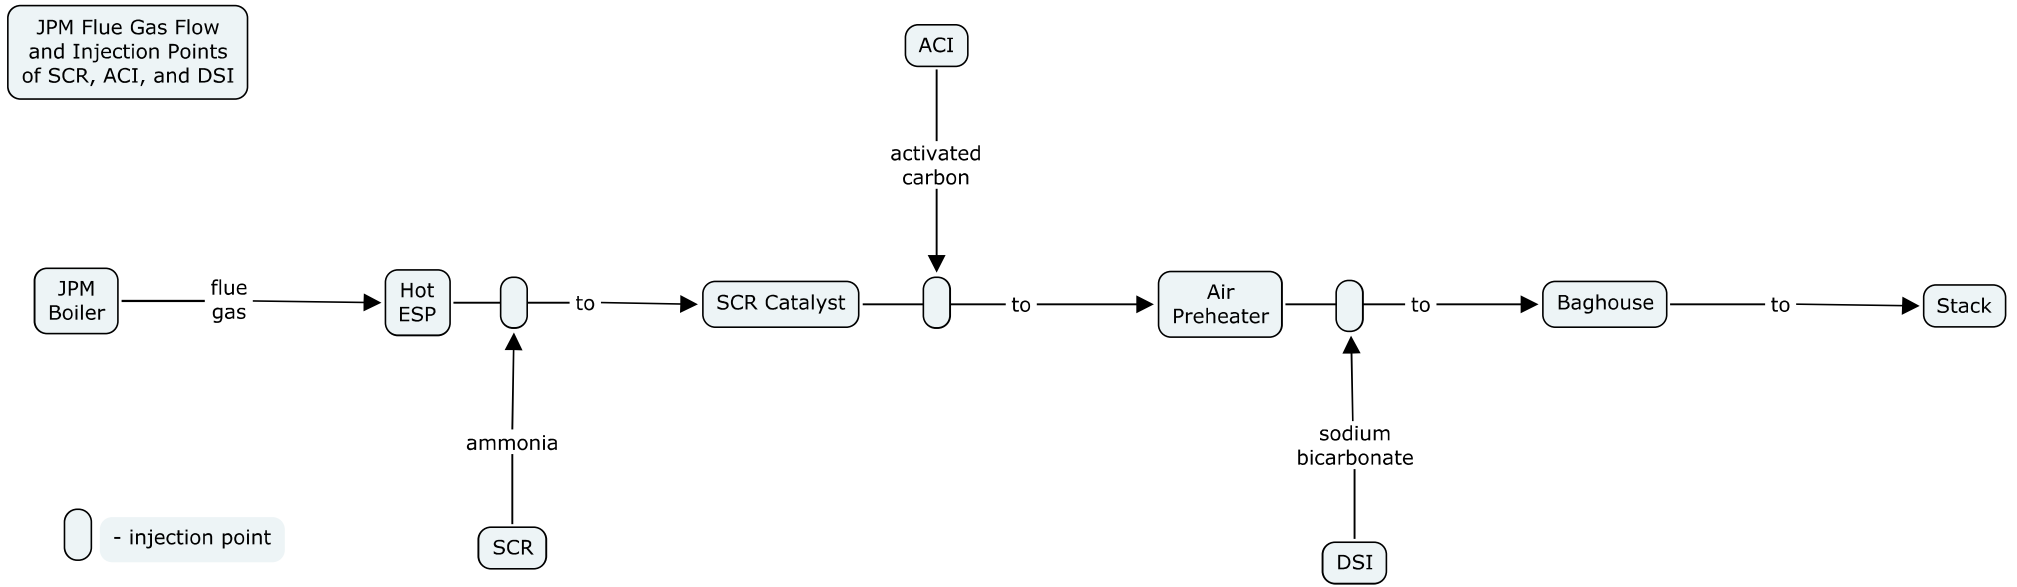 JPM Flue Gas Flow
and Injection Points
of SCR, ACI, and DSI
ACI
activated
carbon
JPM
Boiler
flue
gas
Hot
ESP
to
SCR Catalyst
to
Air
Preheater
to
Baghouse
to
Stack
ammonia
sodium
bicarbonate
- injection point
SCR
DSI